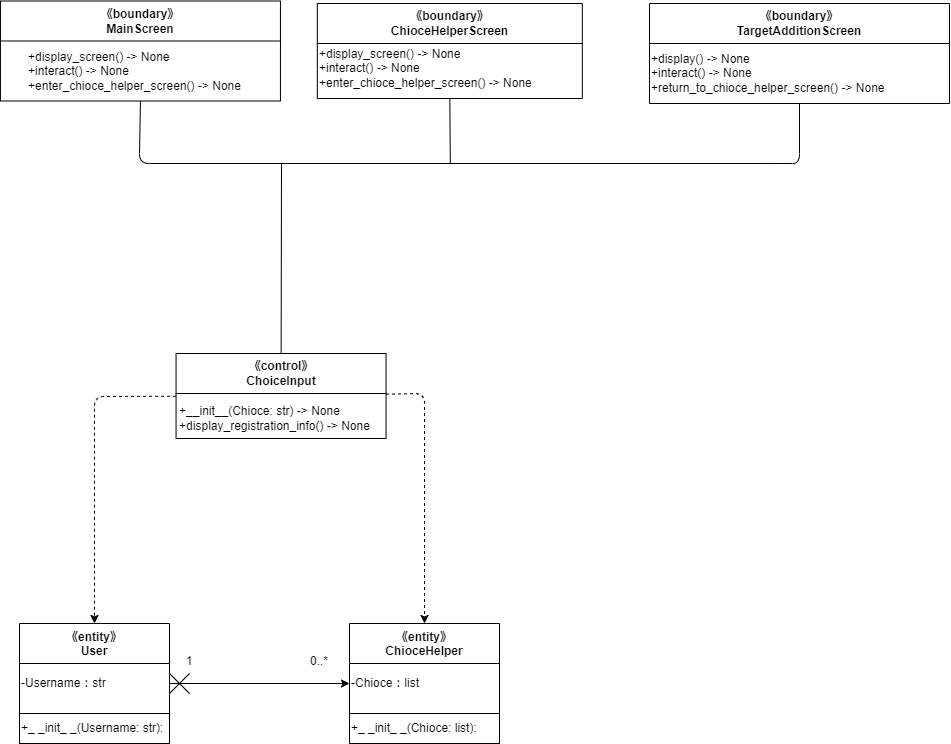 《boundary》
MainScreen
+display_screen() -> None
+interact() -> None
+enter_chioce_helper_screen() -> None
《boundary》
ChioceHelperScreen
+display_screen() -> None
+interact() -> None
+enter_chioce_helper_screen() -> None
《boundary》
TargetAdditionScreen
+display() -> None
+interact() -> None
+return_to_chioce_helper_screen() -> None
《control》
ChoiceInput
+__init__(Chioce: str) -> None
+display_registration_info() -> None
《entity》
User
-Username : str
+_ _init_ _(Username: str):
1
0..*
《entity》
ChioceHelper
-Chioce : list
+_ _init_ _(Chioce: list):